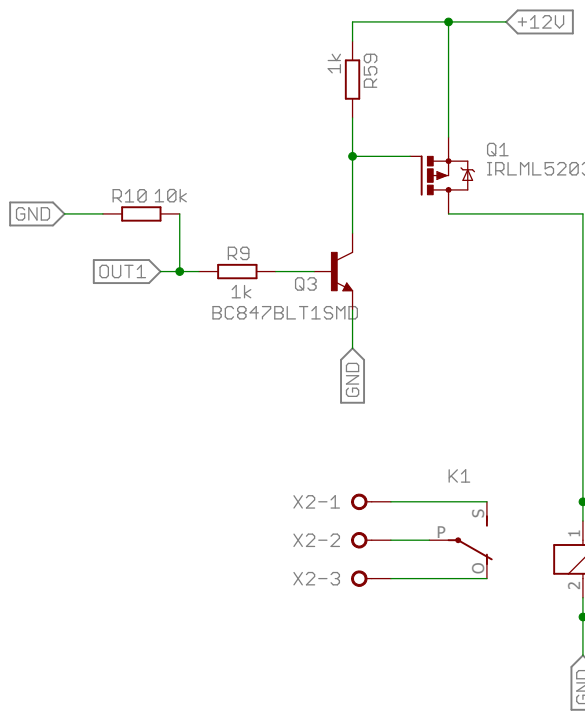 +12V
1k
R59
Q1
IRLML5203
R10 10k
GND
R9
OUT1
Q3
1k
BC847BLT1SMD
GND
K1
X2-1
S
X2-2
P
1
X2-3
O
2
GND